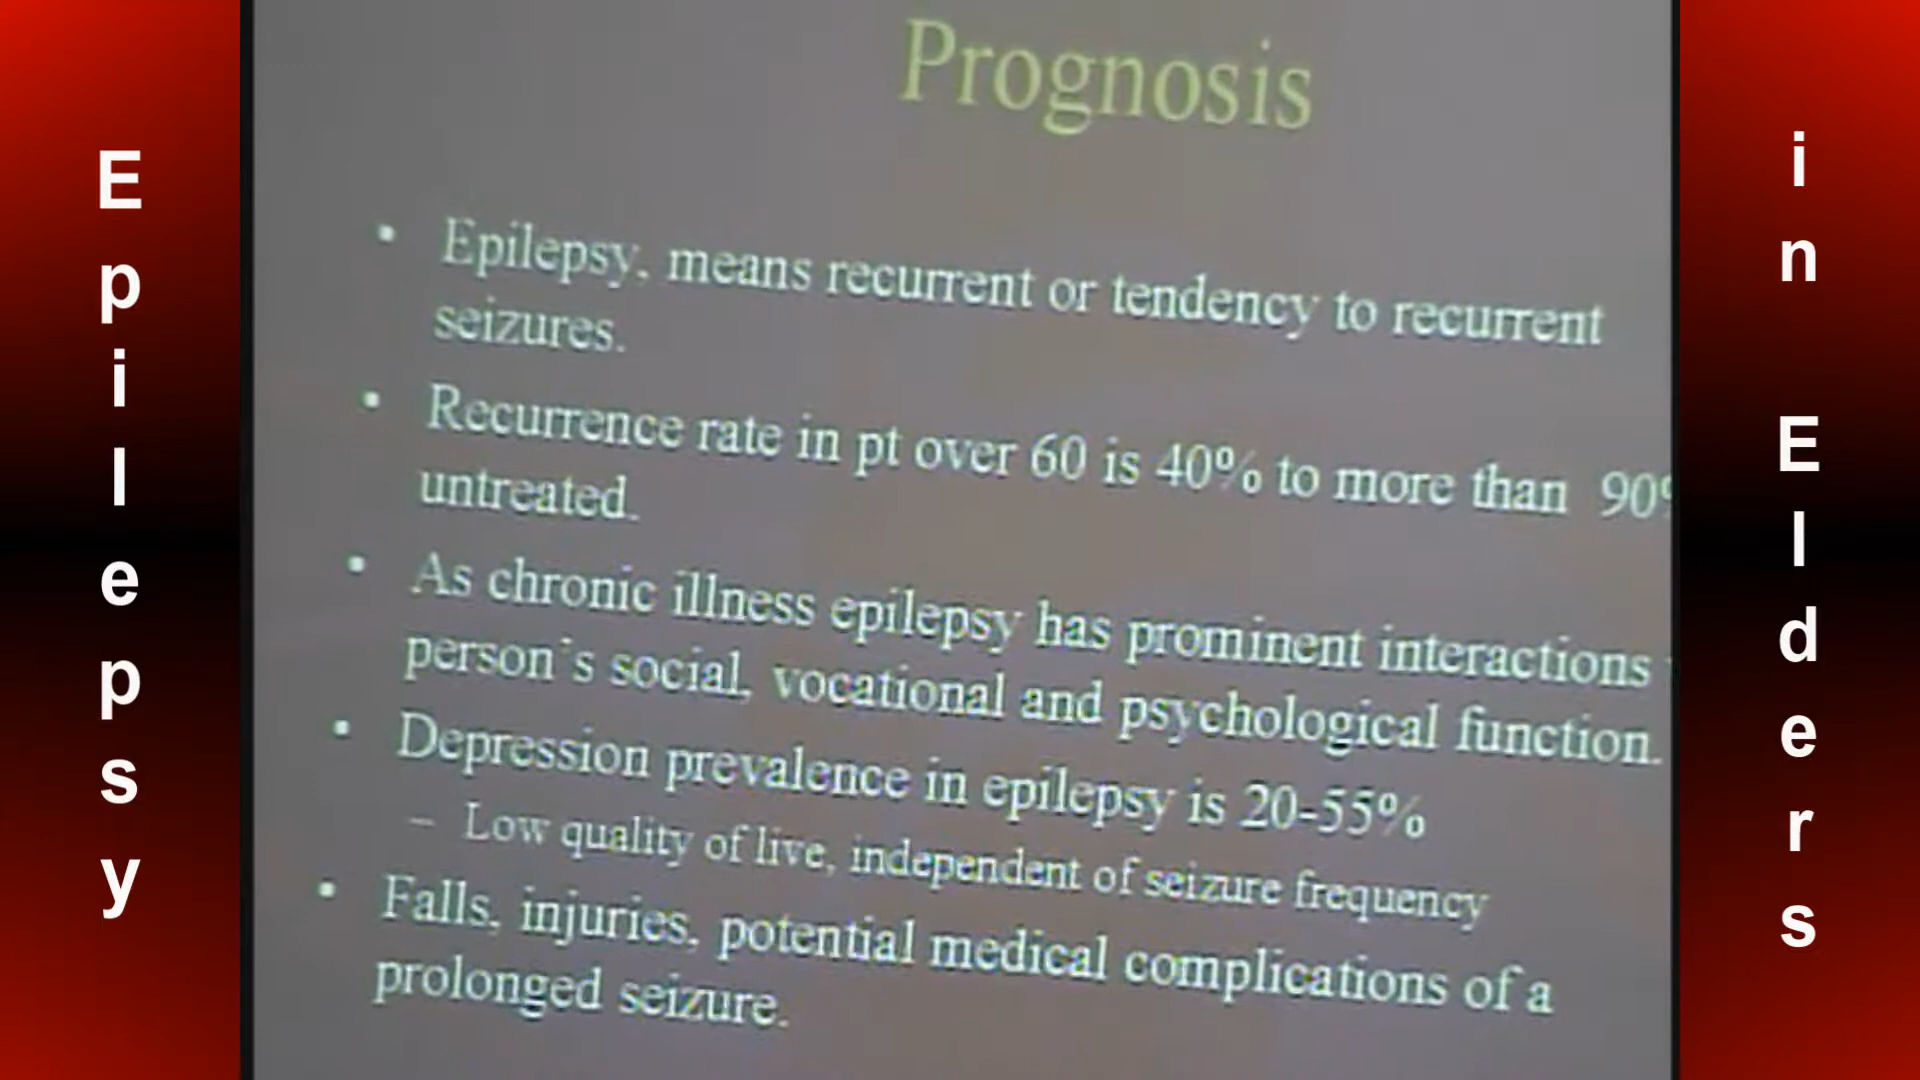 Epilepsy
Prognosis
• Epilepsy, means recurrent or tendency to recurrent
seizures.
• Recurrence rate in pt over 60 is 40% to more than 90%
untreated.
• As chronic illness epilepsy has prominent interactions
person's social, vocational and psychological function.
• Depression prevalence in epilepsy is 20-55%
– Low quality of live, independent of seizure frequency
• Falls, injuries, potential medical complications of a
prolonged seizure.
in Elders